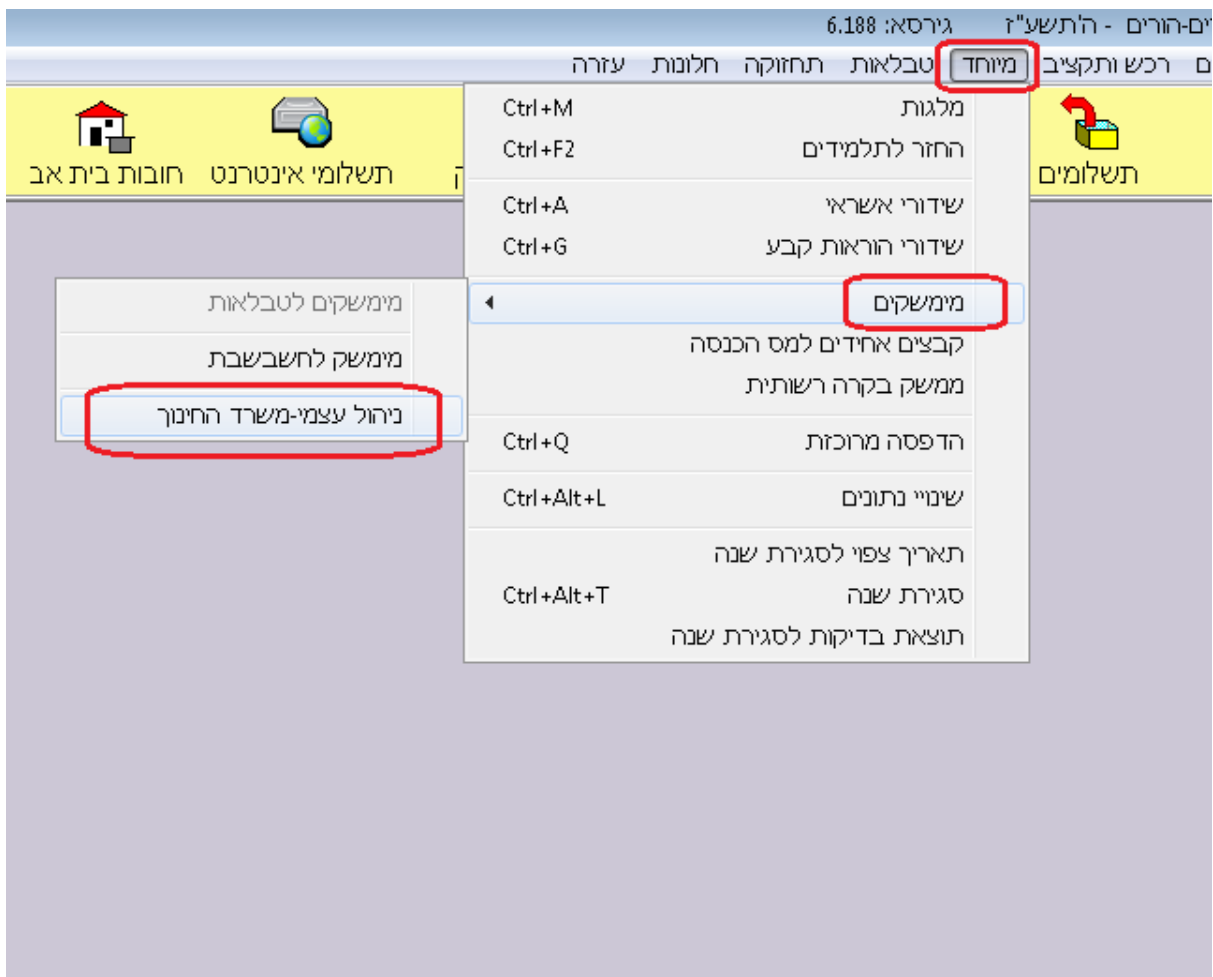 ים-הורים - ה'תשע"ז גירסא: 6.188
ם רכש ותקציב מיוחד טבלאות תחזוקה חלונות עזרה
תשלומים ק תשלומי אינטרנט חובות בית אב
מלגות Ctrl+M
החזר לתלמידים Ctrl+F2
שידורי אשראי Ctrl+A
שידורי הוראות קבע Ctrl+G
מימשקים
מימשקים לטבלאות
מימשק לחשבשבת
ניהול עצמי-משרד החינוך
קבצים אחידים למס הכנסה
ממשק בקרה רשותית
הדפסה מרוכזת Ctrl+Q
שינויי נתונים Ctrl+Alt+L
תאריך צפוי לסגירת שנה
סגירת שנה Ctrl+Alt+T
תוצאת בדיקות לסגירת שנה